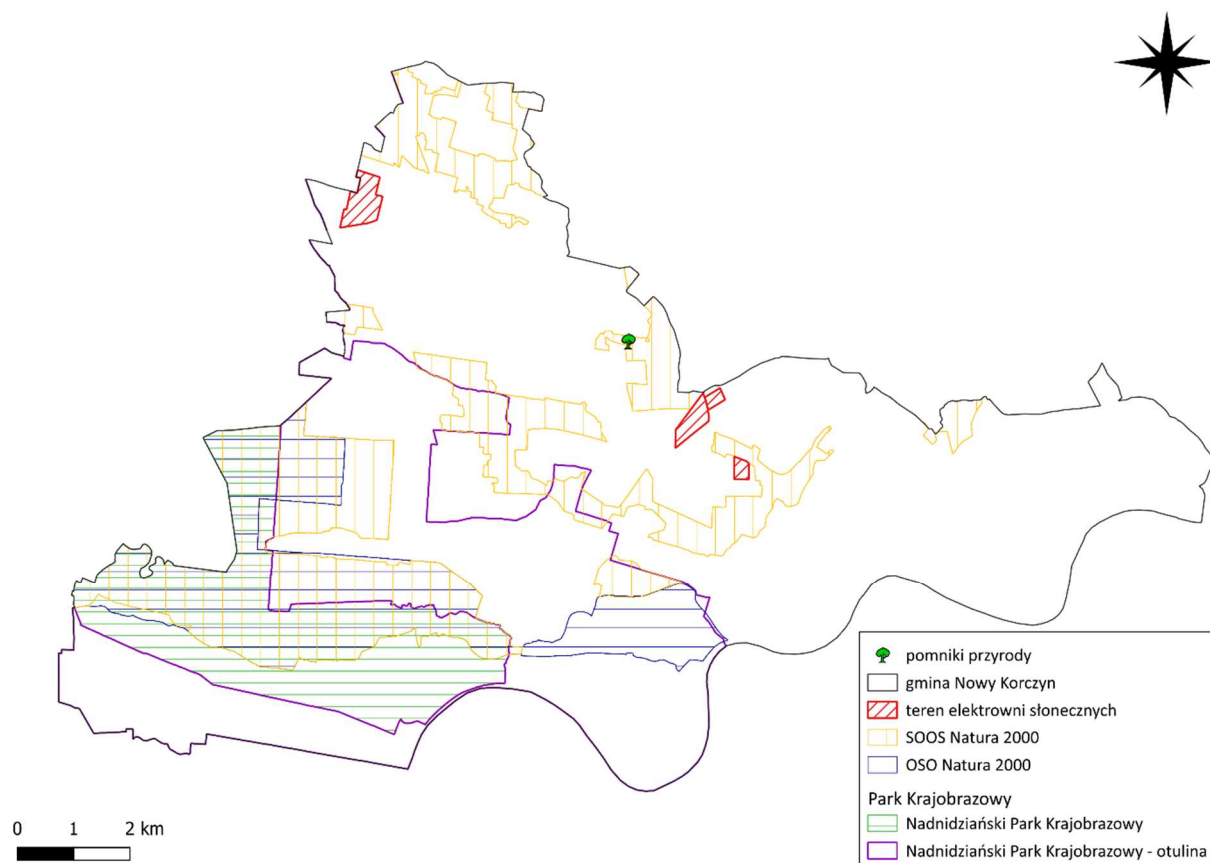 pomniki przyrody
gmina Nowy Korczyn
teren elektrowni słonecznych
SOOS Natura 2000
OSO Natura 2000
Park Krajobrazowy
Nadnidziański Park Krajobrazowy
Nadnidziański Park Krajobrazowy - otulina
0 1 2 km